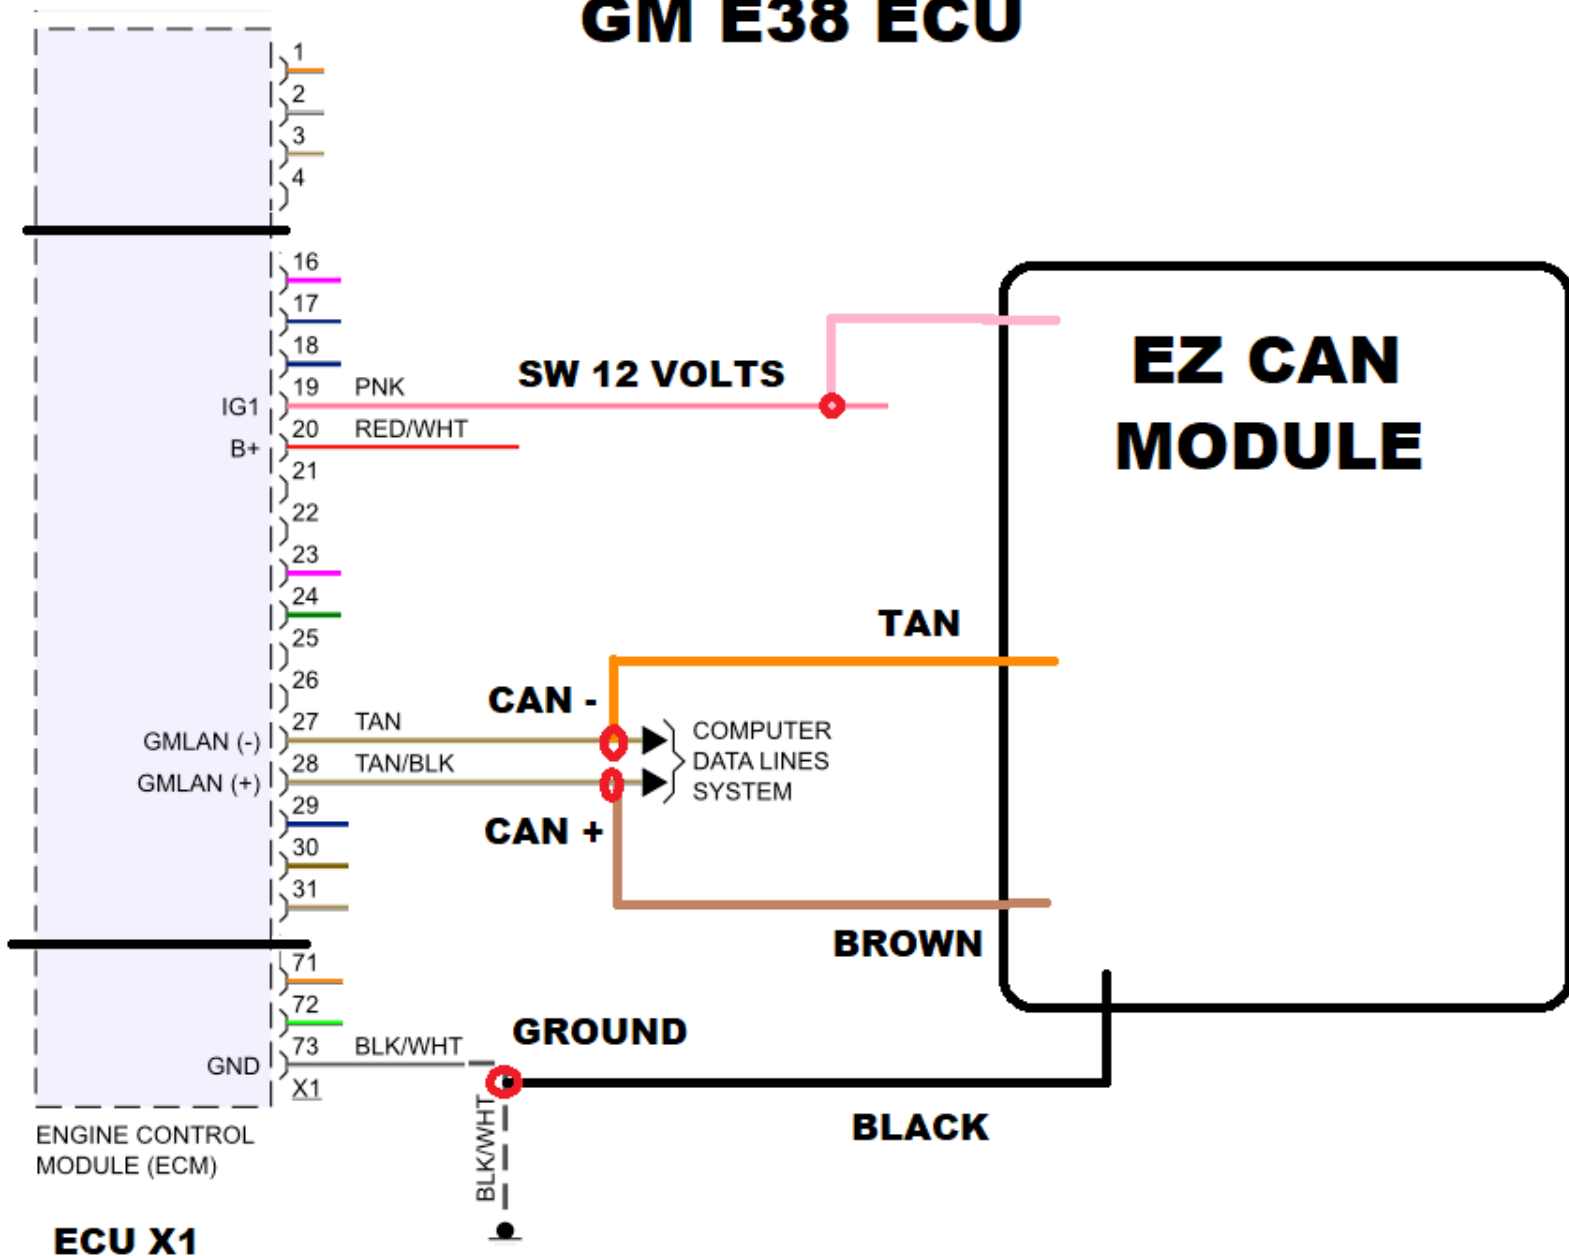 GM E38 ECU
1
2
3
4
16
17
18
19 PNK
IG1
SW 12 VOLTS
20 RED/WHT
B+
21
22
23
24
25
26
27 TAN
GMLAN (-)
28 TAN/BLK
GMLAN (+)
29
30
31
CAN -
CAN +
COMPUTER
DATA LINES
SYSTEM
TAN
BROWN
EZ CAN
MODULE
71
72
73 BLK/WHT
GND
X1
GROUND
BLACK
BLK/WHT
ENGINE CONTROL
MODULE (ECM)
ECU X1